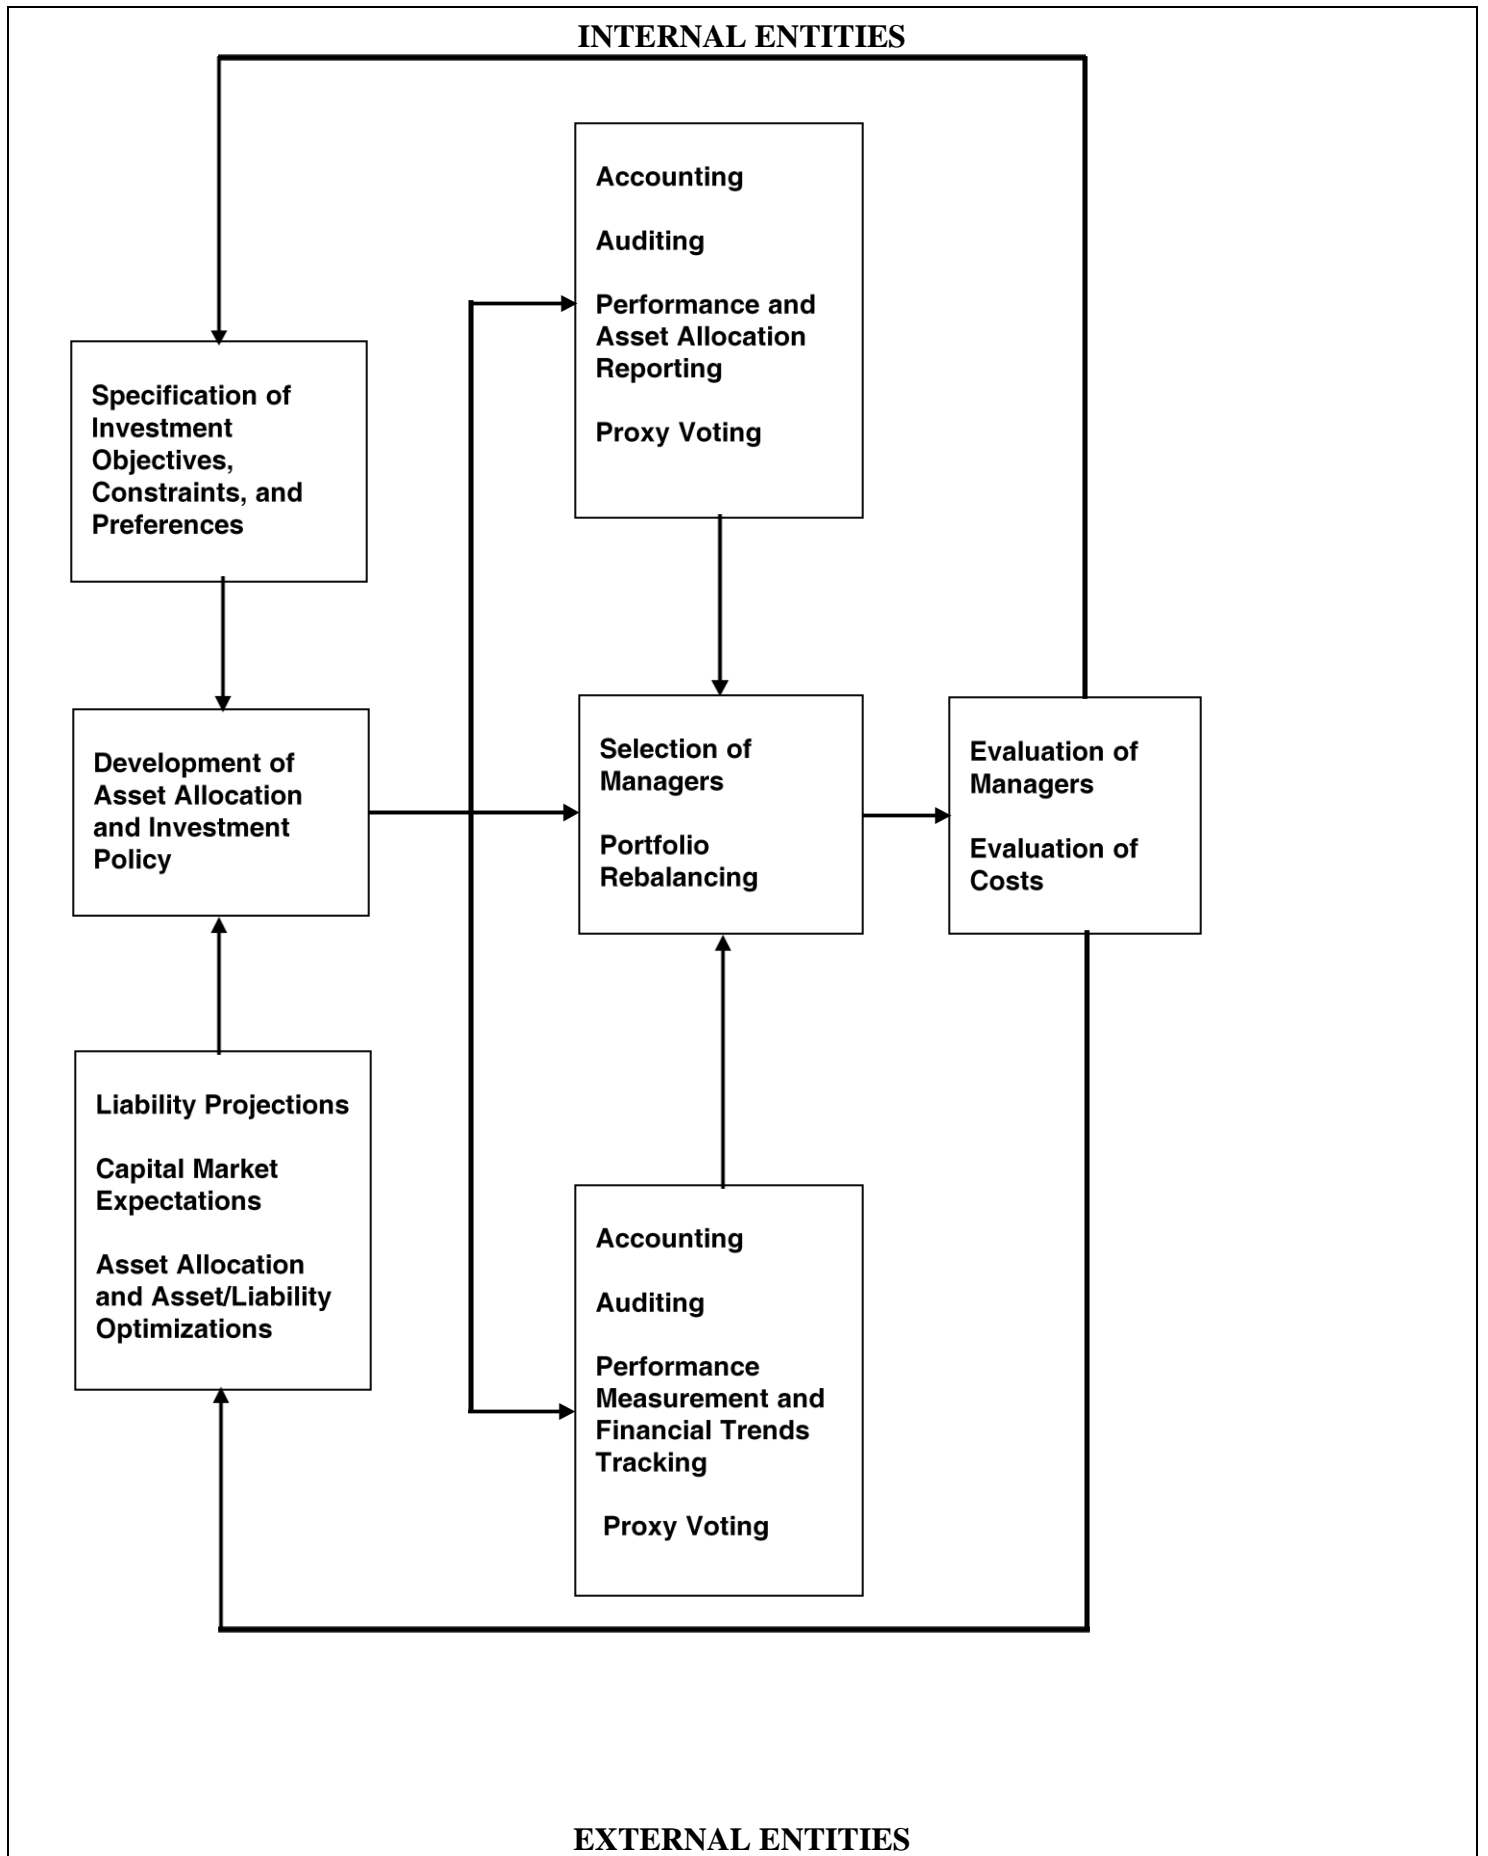 INTERNAL ENTITIES
Accounting
Auditing
Performance and
Asset Allocation
Reporting
Proxy Voting
Specification of
Investment
Objectives,
Constraints, and
Preferences
Development of
Asset Allocation
and Investment
Policy
Selection of
Managers
Portfolio
Rebalancing
Evaluation of
Managers
Evaluation of
Costs
Liability Projections
Capital Market
Expectations
Asset Allocation
and Asset/Liability
Optimizations
Accounting
Auditing
Performance
Measurement and
Financial Trends
Tracking
Proxy Voting
EXTERNAL ENTITIES